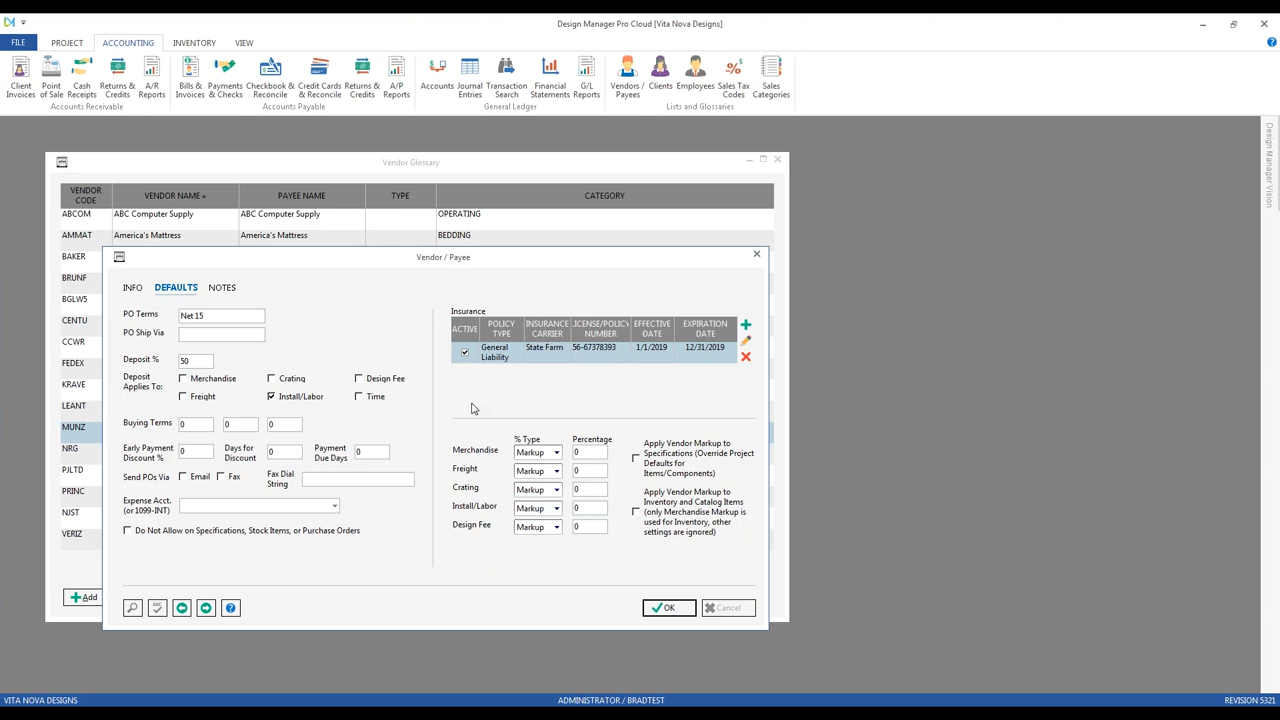 Design Manager Pro Cloud [Vita Nova Designs]
FILE PROJECT ACCOUNTING INVENTORY VIEW
Client Invoices
Point of Sale
Cash Receipts
Returns & Credits
A/R Reports
Accounts Receivable
Bills & Invoices
Payments & Checks
Checkbook & Reconcile
Credit Cards & Reconcile
Returns & Credits
A/P Reports
Accounts Payable
Accounts
Journal Entries
Transaction Search
Financial Statements
G/L Reports
General Ledger
Vendors / Payees
Clients
Employees
Sales Tax Codes
Sales Categories
Lists and Glossaries
Design Manager Vision
Vendor Glossary
VENDOR CODE VENDOR NAME PAYEE NAME TYPE CATEGORY
ABCOM ABC Computer Supply ABC Computer Supply OPERATING
AMMAT America's Mattress America's Mattress BEDDING
BAKER
BRUNF
BGLW5
CENTU
CCWR
FEDEX
KRAVE
LEANT
MUNZ
NRG
PJLTD
PRINC
NJST
VERIZ
Add
Vendor / Payee
INFO DEFAULTS NOTES
PO Terms Net 15
PO Ship Via
Deposit % 50
Deposit Applies To:
Merchandise Crating Design Fee
Freight Install/Labor Time
Buying Terms 0 0 0
Early Payment Discount % 0 Days for Discount 0 Payment Due Days 0
Send POs Via Email Fax Fax Dial String
Expense Acct. (or 1099-INT)
Do Not Allow on Specifications, Stock Items, or Purchase Orders
Insurance
ACTIVE POLICY TYPE INSURANCE CARRIER LICENSE/POLICY NUMBER EFFECTIVE DATE EXPIRATION DATE
General Liability State Farm 56-67378393 1/1/2019 12/31/2019
% Type Percentage
Merchandise Markup 0
Freight Markup 0
Crating Markup 0
Install/Labor Markup 0
Design Fee Markup 0
Apply Vendor Markup to
Specifications (Override Project
Defaults for
Items/Components)
Apply Vendor Markup to
Inventory and Catalog Items
(only Merchandise Markup is
used for Inventory, other
settings are ignored)
OK Cancel
VITA NOVA DESIGNS ADMINISTRATOR / BRADTEST REVISION 5321